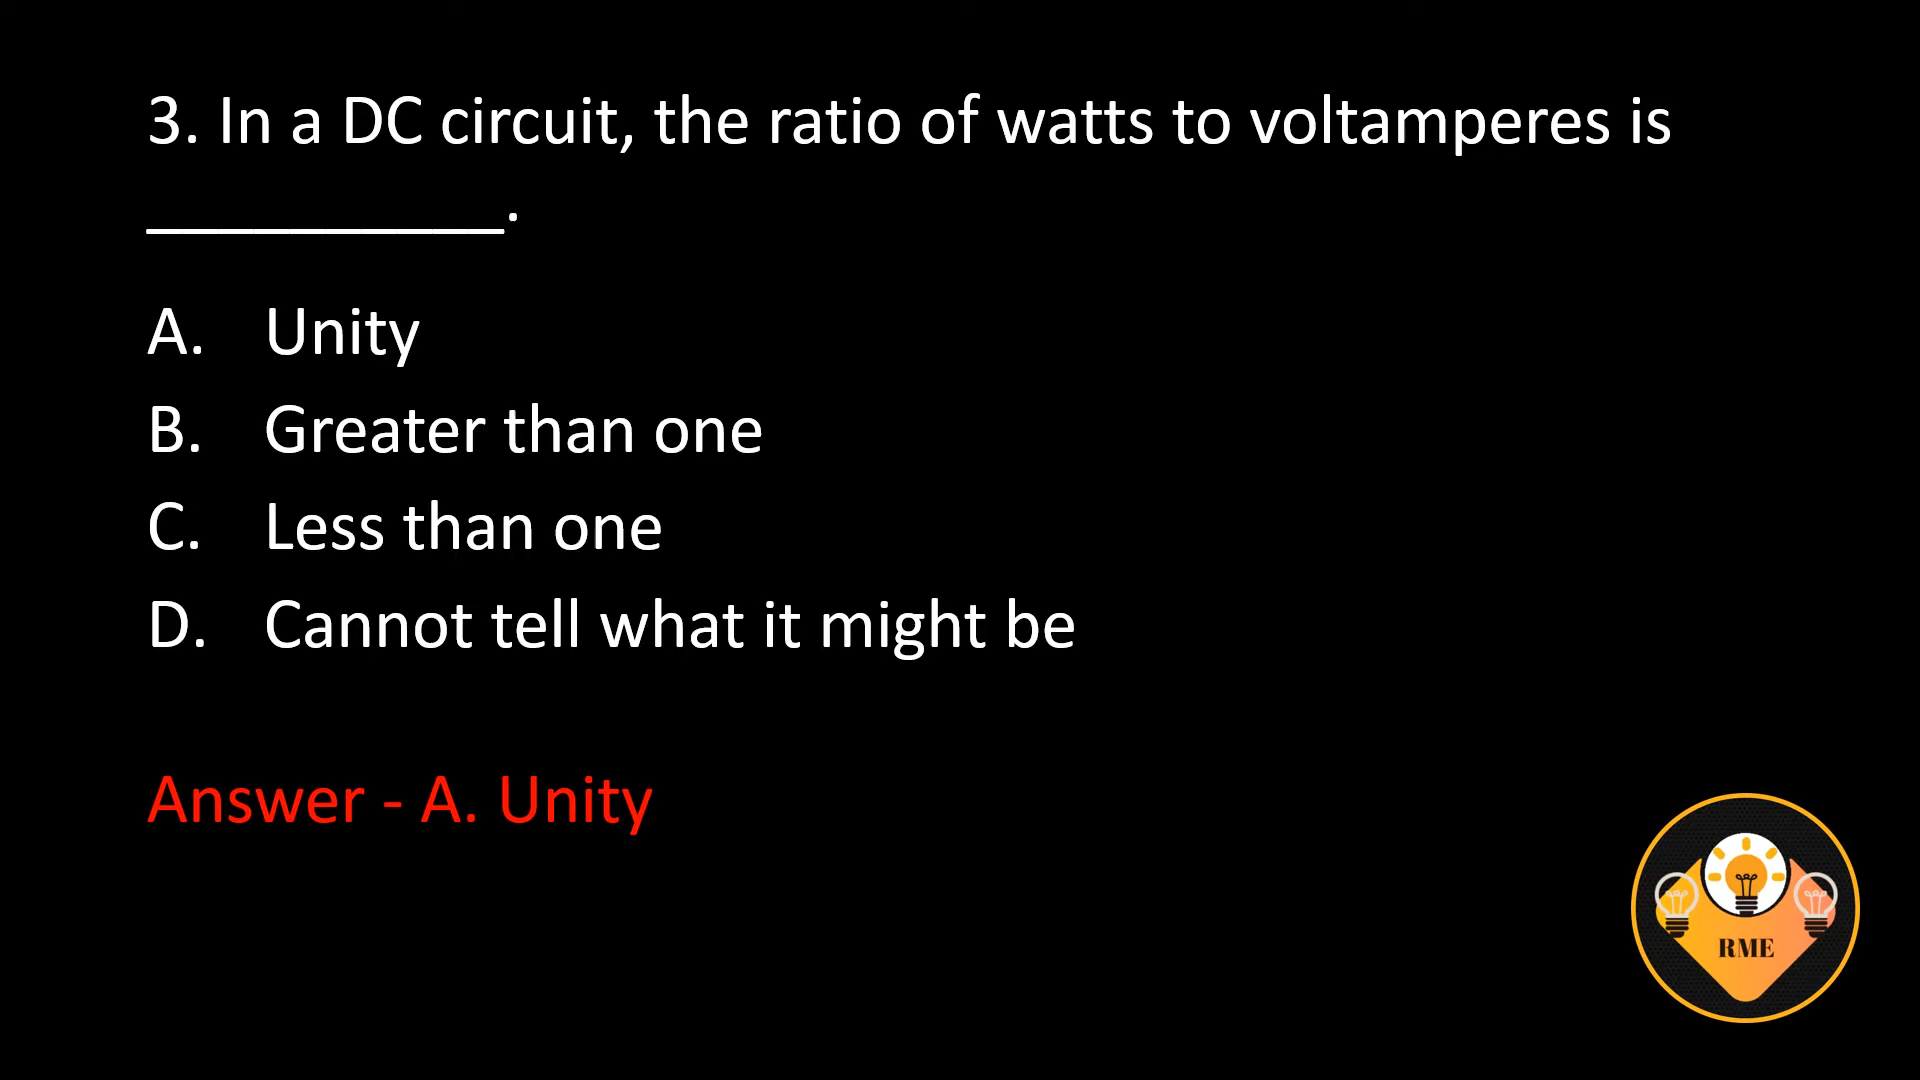 3. In a DC circuit, the ratio of watts to voltamperes is
__________.
A. Unity
B. Greater than one
C. Less than one
D. Cannot tell what it might be
Answer - A. Unity
RME